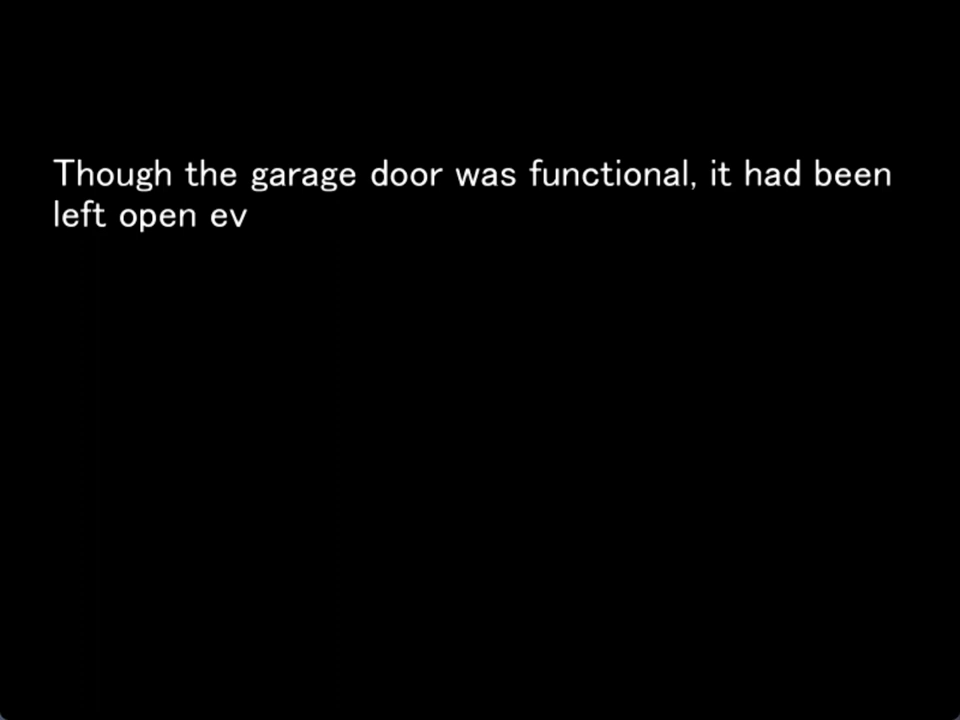 Though the garage door was functional, it had been
left open ev